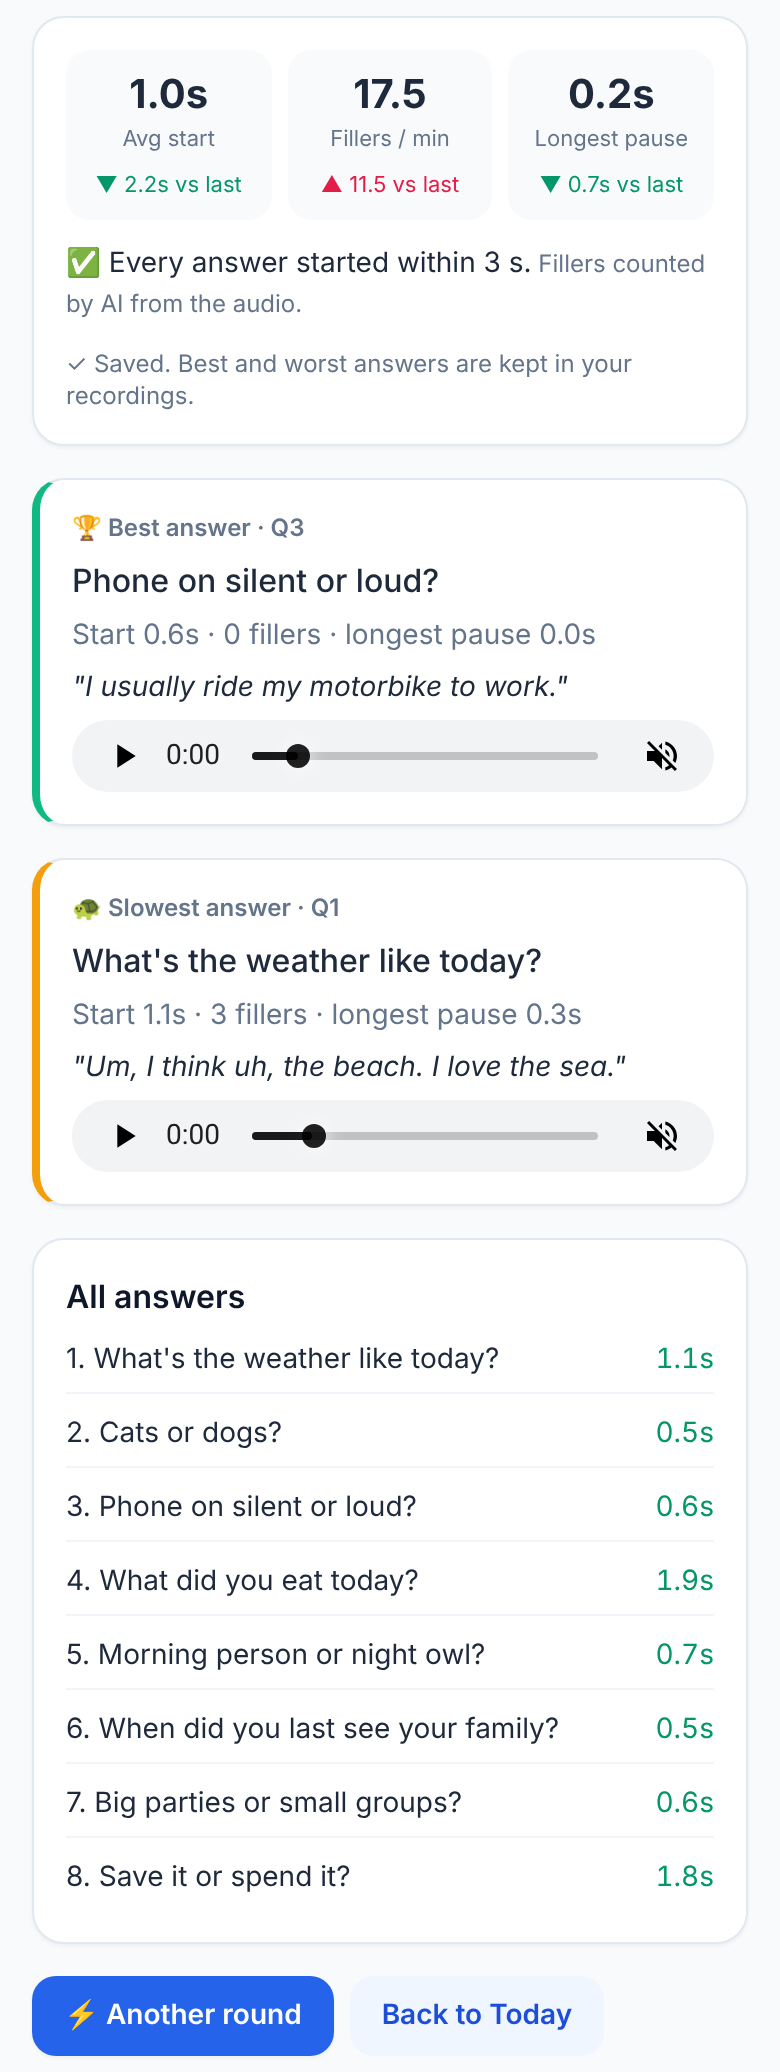 1.0s
Avg start
▼ 2.2s vs last
17.5
Fillers / min
▲ 11.5 vs last
0.2s
Longest pause
▼ 0.7s vs last
✅ Every answer started within 3 s. Fillers counted
by AI from the audio.
✓ Saved. Best and worst answers are kept in your
recordings.
🏆 Best answer · Q3
Phone on silent or loud?
Start 0.6s · 0 fillers · longest pause 0.0s
"I usually ride my motorbike to work."
0:00
🐢 Slowest answer · Q1
What's the weather like today?
Start 1.1s · 3 fillers · longest pause 0.3s
"Um, I think uh, the beach. I love the sea."
0:00
All answers
1. What's the weather like today? 1.1s
2. Cats or dogs? 0.5s
3. Phone on silent or loud? 0.6s
4. What did you eat today? 1.9s
5. Morning person or night owl? 0.7s
6. When did you last see your family? 0.5s
7. Big parties or small groups? 0.6s
8. Save it or spend it? 1.8s
⚡ Another round
Back to Today